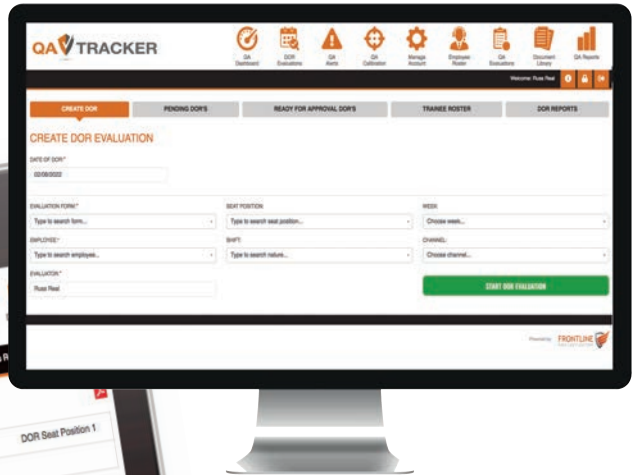 QA TRACKER
QA Dashboard
DOR Evaluations
QA Alerts
QA Calibration
Manage Account
Employee Roster
QA Evaluations
Document Library
QA Reports
Welcome: Russ Real
CREATE DOR
PENDING DOR'S
READY FOR APPROVAL DOR'S
TRAINEE ROSTER
DOR REPORTS
CREATE DOR EVALUATION
DATE OF DOR*
02/08/2022
EVALUATION FORM:*
SEAT POSITION:
WEEK:
Type to search form...
Type to search seat position...
Choose week...
EMPLOYEE:*
SHIFT:
CHANNEL:
Type to search employee...
Type to search nature...
Choose channel...
EVALUATOR:*
Russ Real
START DOR EVALUATION
Powered by
FRONTLINE
DOR Seat Position 1